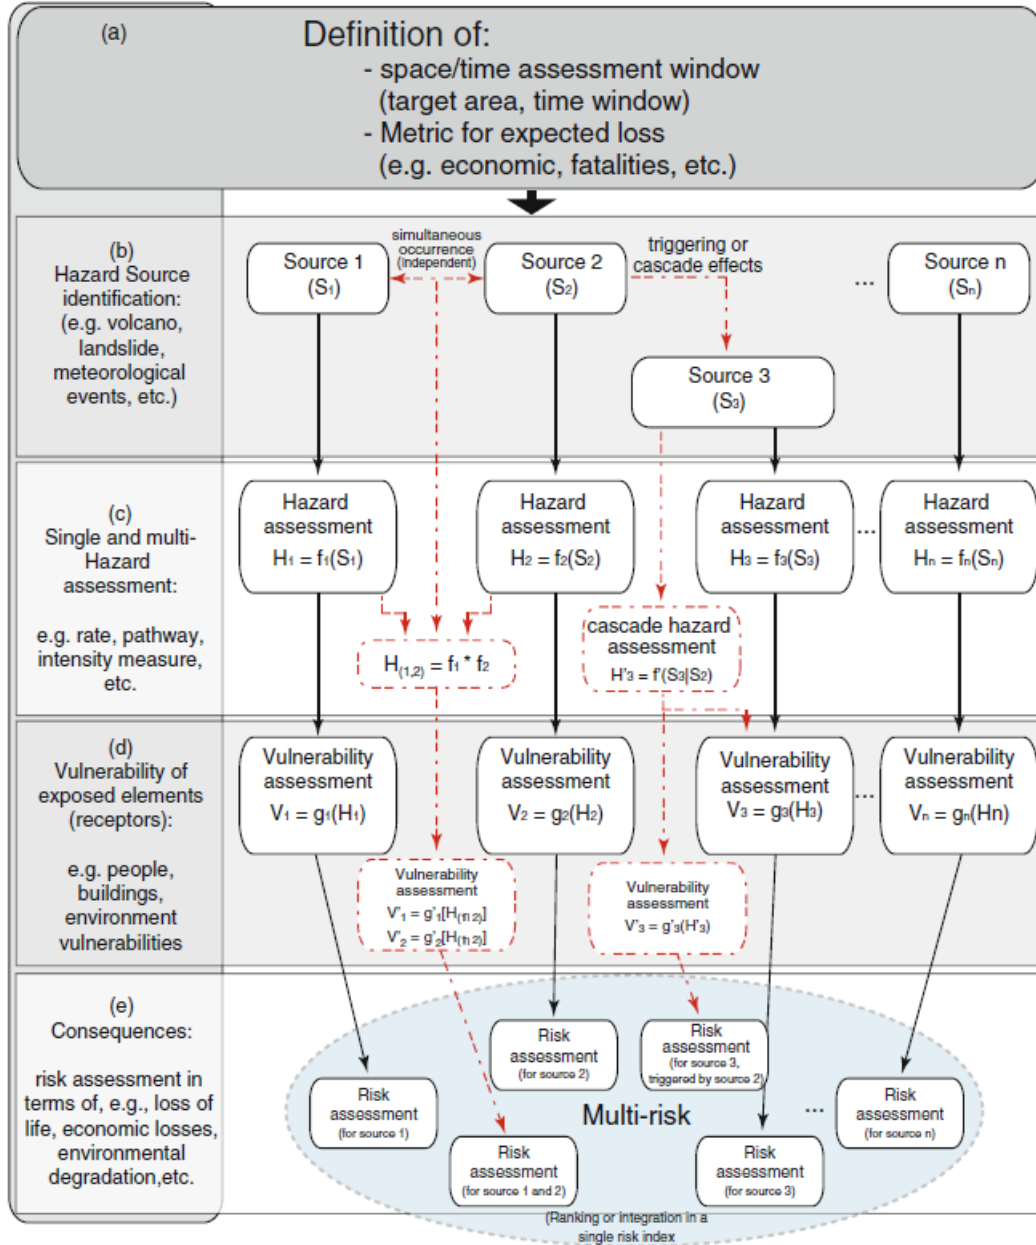 (a)
Definition of:
- space/time assessment window
(target area, time window)
- Metric for expected loss
(e.g. economic, fatalities, etc.)
(b)
Hazard Source
identification:
(e.g. volcano,
landslide,
meteorological
events, etc.)
Source 1
(S1)
simultaneous
occurrence
(independent)
Source 2
(S2)
triggering or
cascade effects
...
Source n
(Sn)
Source 3
(S3)
(c)
Single and multi-
Hazard
assessment:
e.g. rate, pathway,
intensity measure,
etc.
Hazard
assessment
H1 = f1(S1)
Hazard
assessment
H2 = f2(S2)
Hazard
assessment
H3 = f3(S3)
...
Hazard
assessment
Hn = fn(Sn)
H(1,2) = f1 * f2
cascade hazard
assessment
H'3 = f'(S3|S2)
(d)
Vulnerability of
exposed elements
(receptors):
e.g. people,
buildings,
environment
vulnerabilities
Vulnerability
assessment
V1 = g1(H1)
Vulnerability
assessment
V2 = g2(H2)
Vulnerability
assessment
V3 = g3(H3)
...
Vulnerability
assessment
Vn = gn(Hn)
Vulnerability
assessment
V'1 = g'1[H(1∩2)]
V'2 = g'2[H(1∩2)]
Vulnerability
assessment
V'3 = g'3(H'3)
(e)
Consequences:
risk assessment in
terms of, e.g., loss of
life, economic losses,
environmental
degradation,etc.
Risk
assessment
(for source 2)
Risk
assessment
(for source 3,
triggered by source 2)
Risk
assessment
(for source 1)
Multi-risk
...
Risk
assessment
(for source n)
Risk
assessment
(for source 1 and 2)
Risk
assessment
(for source 3)
(Ranking or integration in a
single risk index